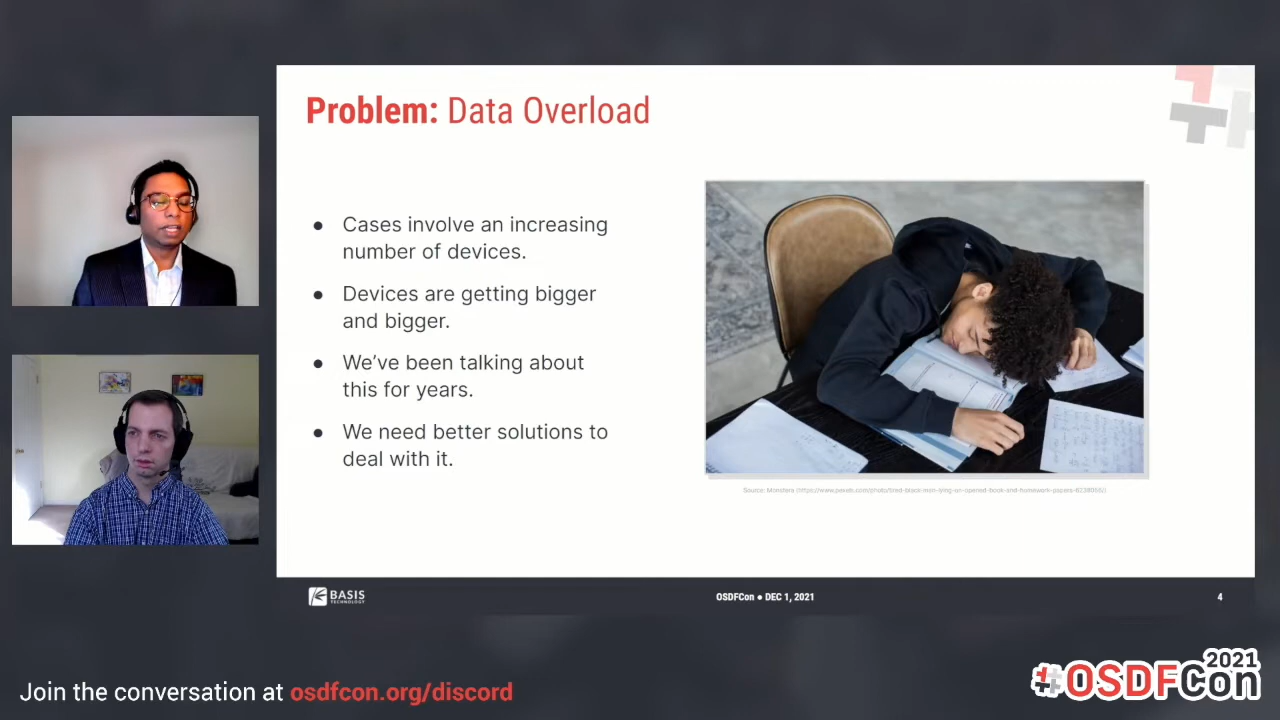 Problem: Data Overload
● Cases involve an increasing
number of devices.
● Devices are getting bigger
and bigger.
● We’ve been talking about
this for years.
● We need better solutions to
deal with it.
BASIS
TECHNOLOGY
OSDFCon ● DEC 1, 2021
4
Join the conversation at osdfcon.org/discord
2021
#OSDFCon